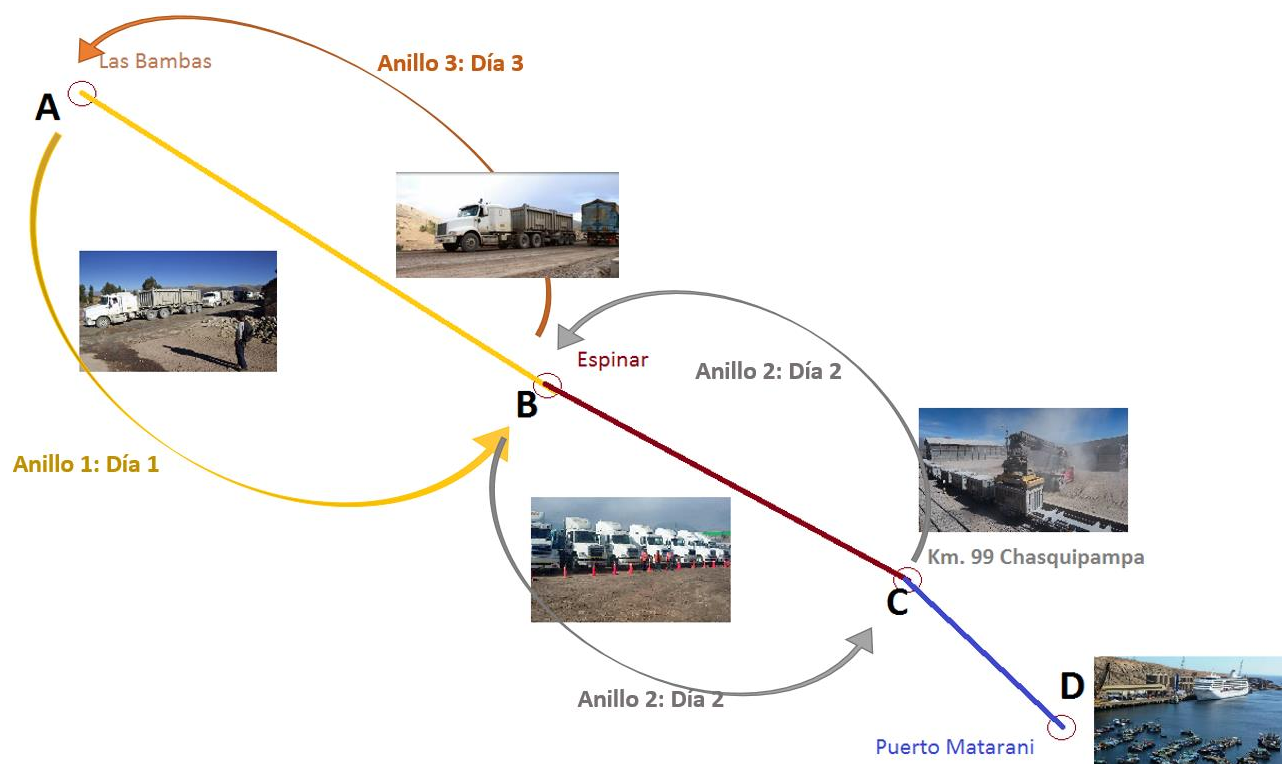 Las Bambas
Anillo 3: Día 3
A
Espinar
Anillo 2: Día 2
B
Anillo 1: Día 1
Km. 99 Chasquipampa
C
D
Anillo 2: Día 2
Puerto Matarani